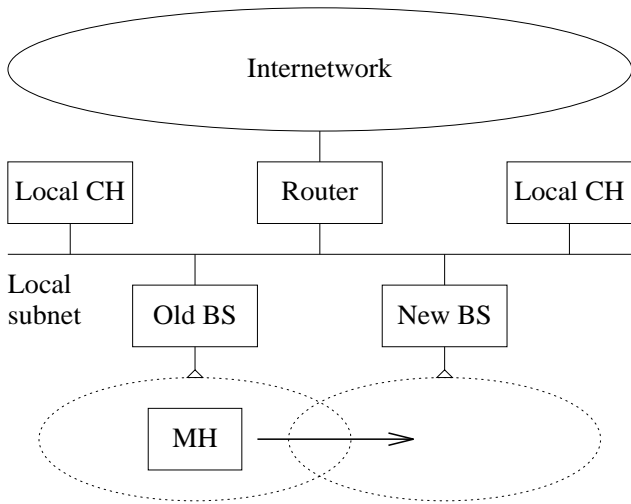 Internetwork
Local CH
Router
Local CH
Local
subnet
Old BS
New BS
MH